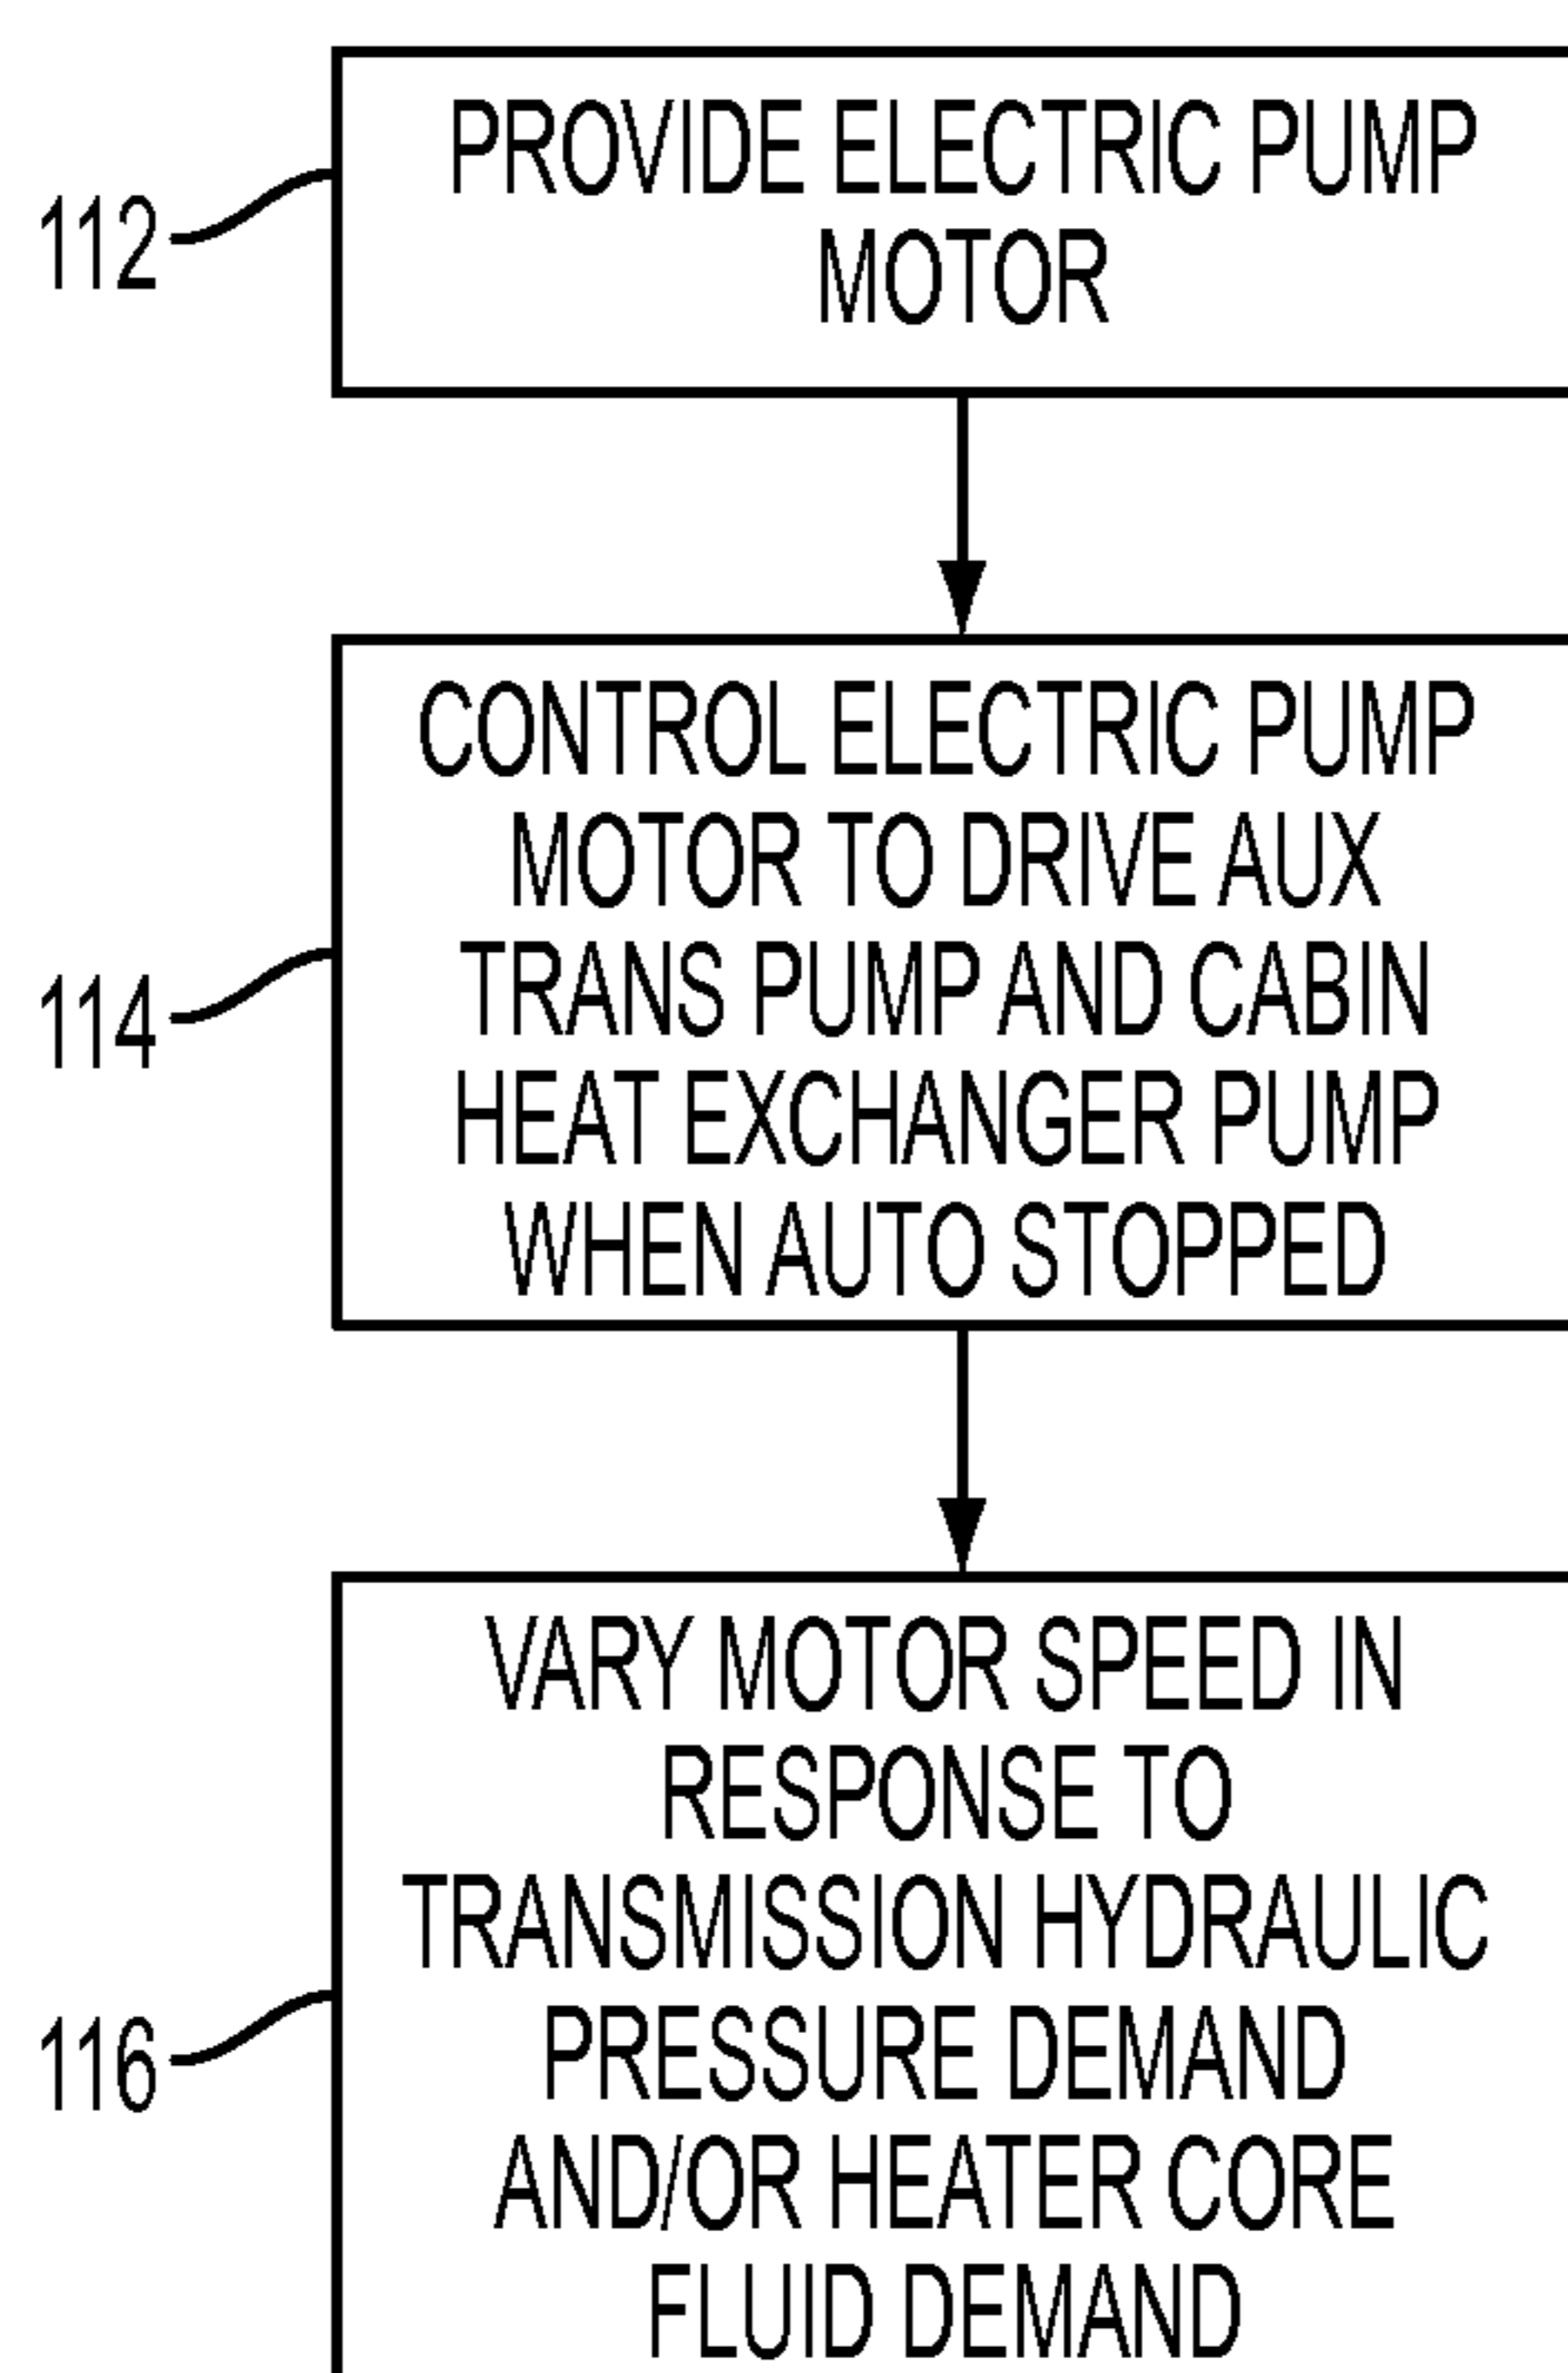 112
PROVIDE ELECTRIC PUMP
MOTOR
114
CONTROL ELECTRIC PUMP
MOTOR TO DRIVE AUX
TRANS PUMP AND CABIN
HEAT EXCHANGER PUMP
WHEN AUTO STOPPED
116
VARY MOTOR SPEED IN
RESPONSE TO
TRANSMISSION HYDRAULIC
PRESSURE DEMAND
AND/OR HEATER CORE
FLUID DEMAND